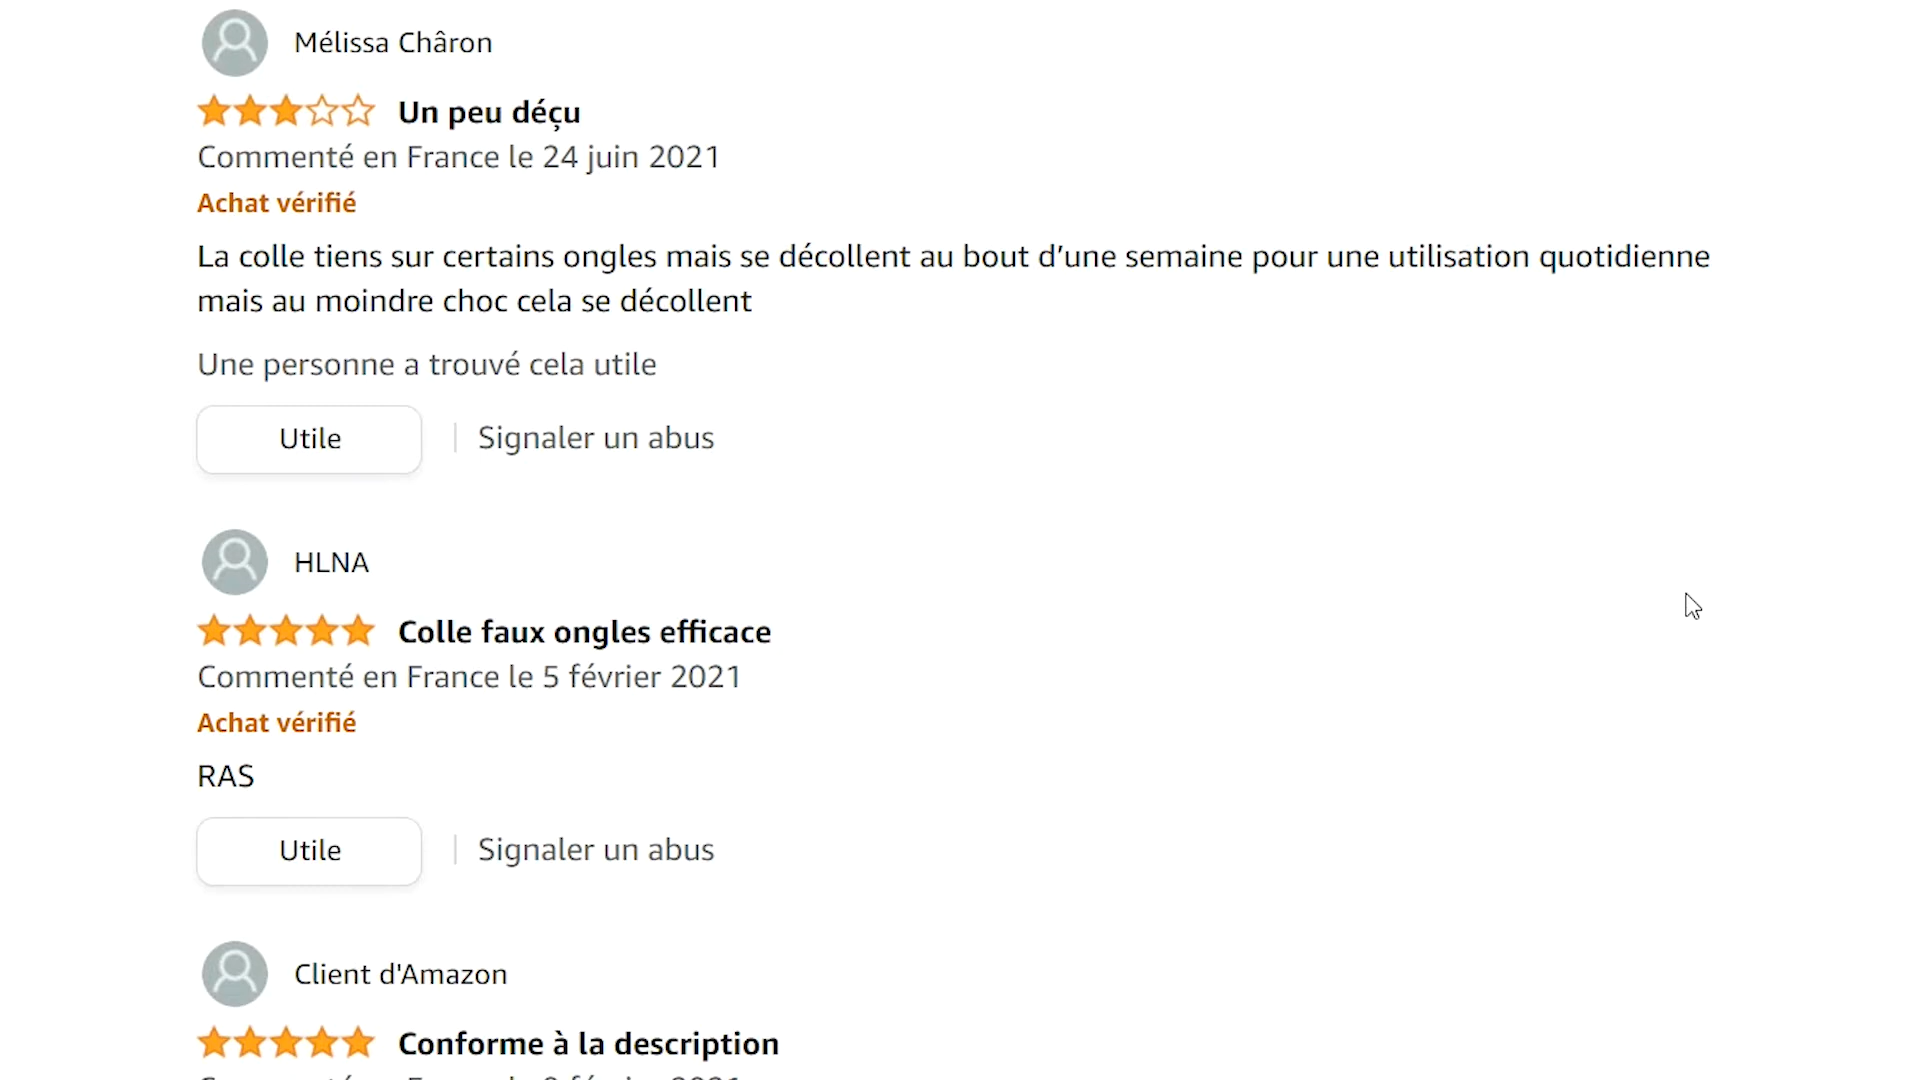 Mélissa Châron
Un peu déçu
Commenté en France le 24 juin 2021
Achat vérifié
La colle tiens sur certains ongles mais se décollent au bout d’une semaine pour une utilisation quotidienne
mais au moindre choc cela se décollent
Une personne a trouvé cela utile
Utile | Signaler un abus
HLNA
Colle faux ongles efficace
Commenté en France le 5 février 2021
Achat vérifié
RAS
Utile | Signaler un abus
Client d'Amazon
Conforme à la description